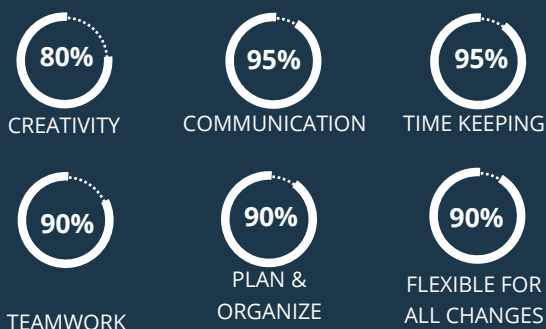 80%
95%
95%
CREATIVITY
COMMUNICATION
TIME KEEPING
90%
90%
90%
TEAMWORK
PLAN &
ORGANIZE
FLEXIBLE FOR
ALL CHANGES